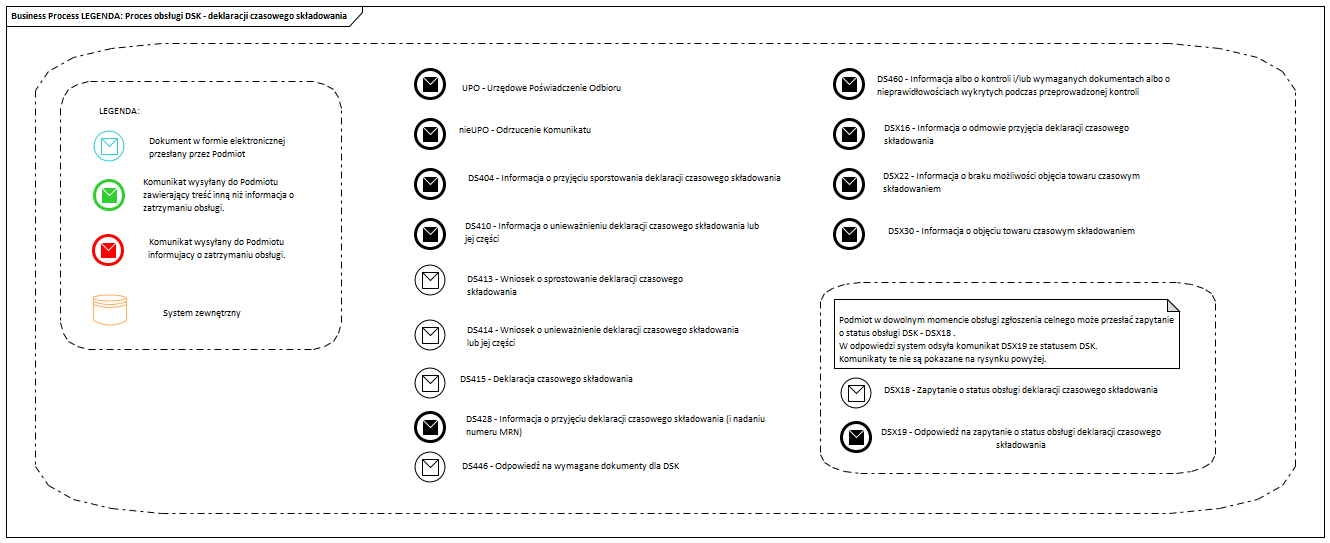 Business Process LEGENDA: Proces obsługi DSK - deklaracji czasowego składowania
LEGENDA:
Dokument w formie elektronicznej
przesłany przez Podmiot
Komunikat wysyłany do Podmiotu
zawierający treść inną niż informacja o
zatrzymaniu obsługi.
Komunikat wysyłany do Podmiotu
informujacy o zatrzymaniu obsługi.
System zewnętrzny
UPO - Urzędowe Poświadczenie Odbioru
nieUPO - Odrzucenie Komunikatu
DS404 - Informacja o przyjęciu sporstowania deklaracji czasowego składowania
DS410 - Informacja o unieważnieniu deklaracji czasowego składowania lub
jej części
DS413 - Wniosek o sprostowanie deklaracji czasowego
składowania
DS414 - Wniosek o unieważnienie deklaracji czasowego składowania
lub jej części
DS415 - Deklaracja czasowego składowania
DS428 - Informacja o przyjęciu deklaracji czasowego składowania (i nadaniu
numeru MRN)
DS446 - Odpowiedź na wymagane dokumenty dla DSK
DS460 - Informacja albo o kontroli i/lub wymaganych dokumentach albo o
nieprawidłowościach wykrytych podczas przeprowadzonej kontroli
DSX16 - Informacja o odmowie przyjęcia deklaracji czasowego
składowania
DSX22 - Informacja o braku możliwości objęcia towaru czasowym
składowaniem
DSX30 - Informacja o objęciu towaru czasowym składowaniem
Podmiot w dowolnym momencie obsługi zgłoszenia celnego może przesłać zapytanie
o status obsługi DSK - DSX18 .
W odpowiedzi system odsyła komunikat DSX19 ze statusem DSK.
Komunikaty te nie są pokazane na rysynku powyżej.
DSX18 - Zapytanie o status obsługi deklaracji czasowego składowania
DSX19 - Odpowiedź na zapytanie o status obsługi deklaracji czasowego
składowania